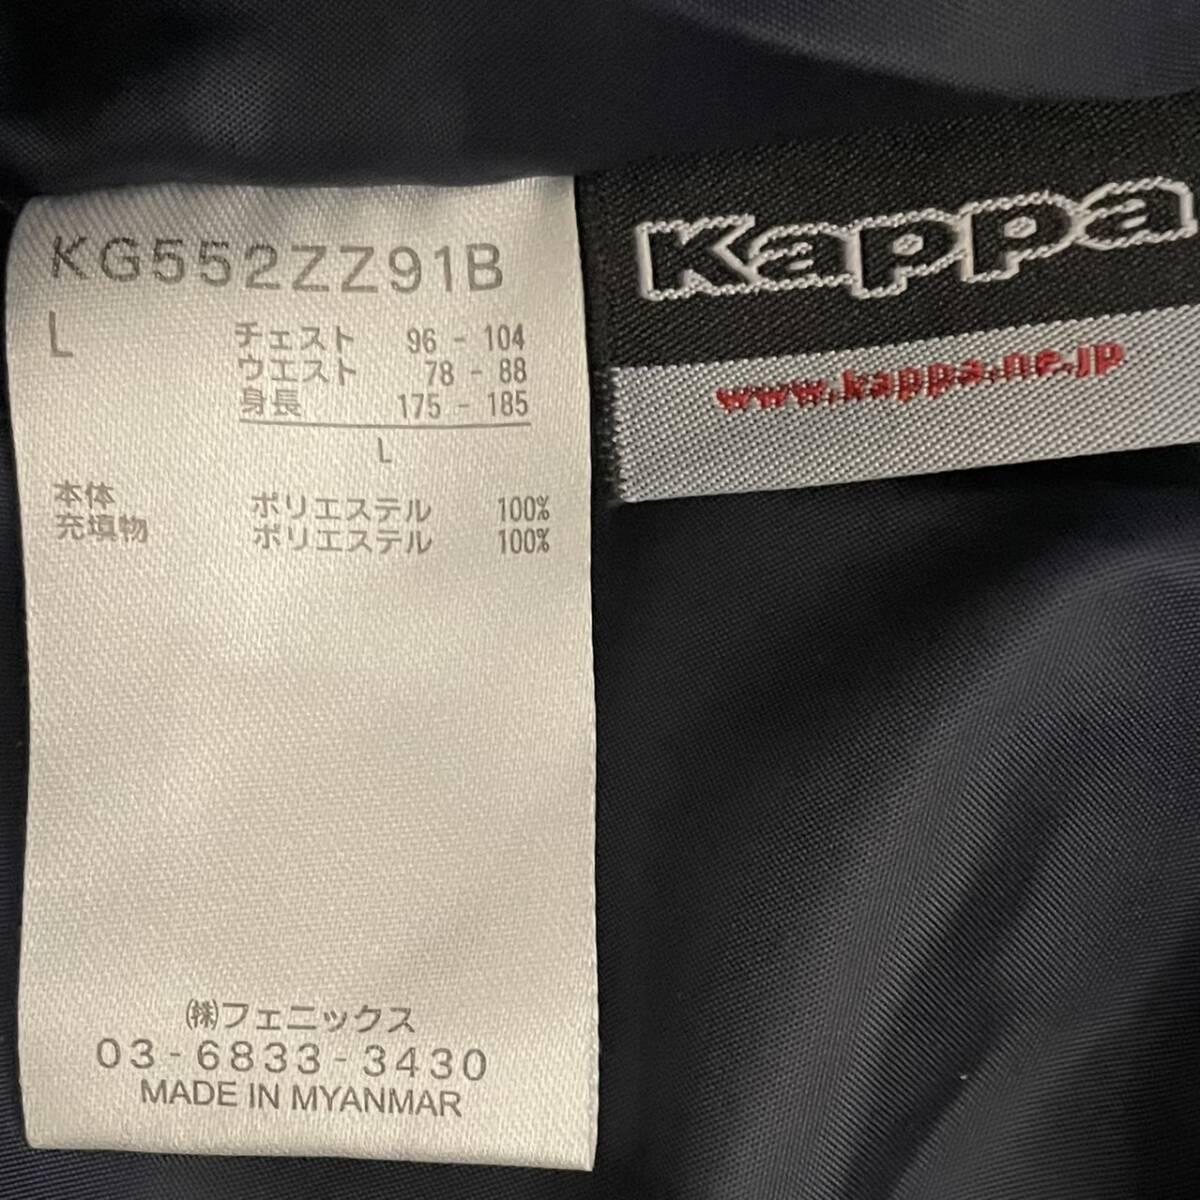 KG552ZZ91B
L
チェスト 96 - 104
ウエスト 78 - 88
身長 175 - 185
L
本体 ポリエステル 100%
充填物 ポリエステル 100%
㈱フェニックス
03-6833-3430
MADE IN MYANMAR
Kappa
www.kappa.ne.jp